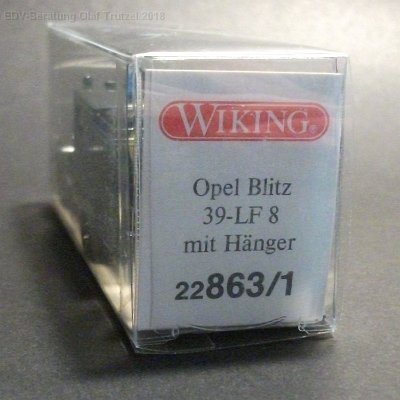 EDV-Beratung Olaf Trutzel 2018
WIKING®
Opel Blitz
39-LF 8
mit Hänger
22863/1